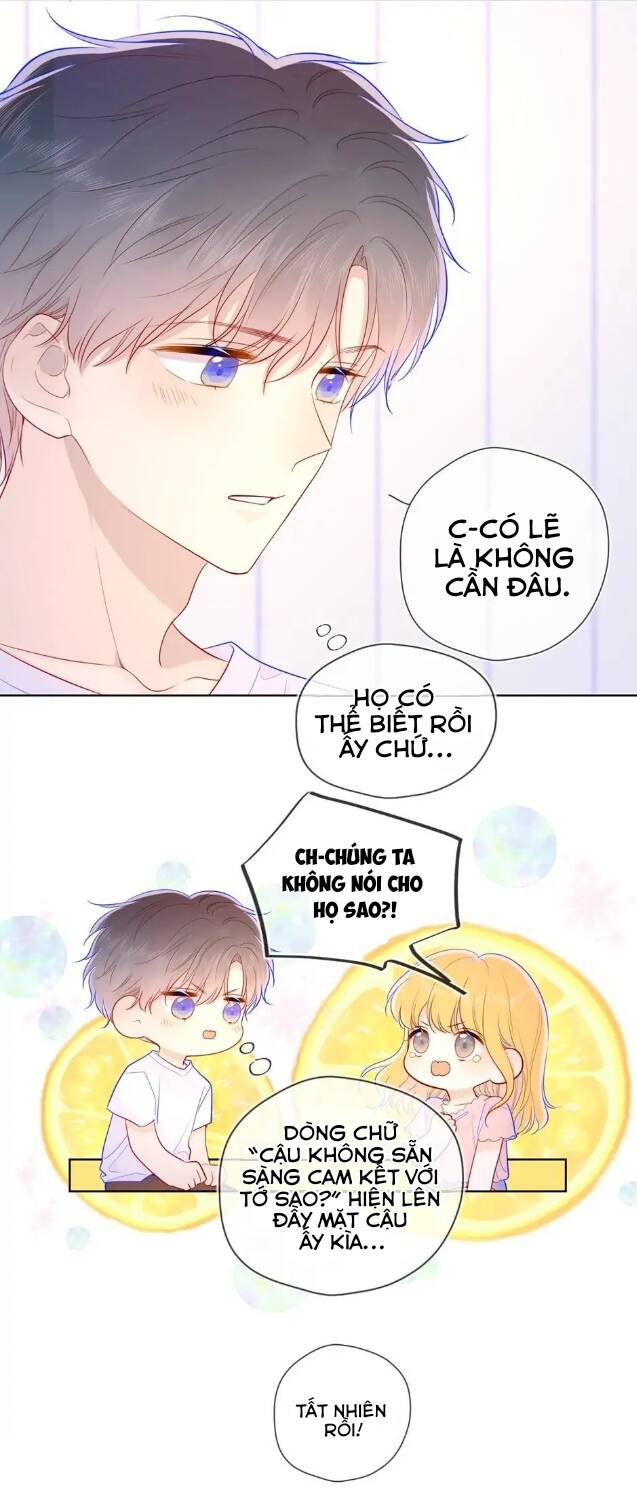 C-CÓ LẼ
LÀ KHÔNG
CẦN ĐÂU.
HỌ CÓ
THỂ BIẾT RỒI
ẤY CHỨ...
CH-CHÚNG TA
KHÔNG NÓI CHO
HỌ SAO?!
DÒNG CHỮ
“CẬU KHÔNG SẴN
SÀNG CAM KẾT VỚI
TỚ SAO?” HIỆN LÊN
ĐẦY MẶT CẬU
ẤY KÌA...
TẤT NHIÊN
RỒI!